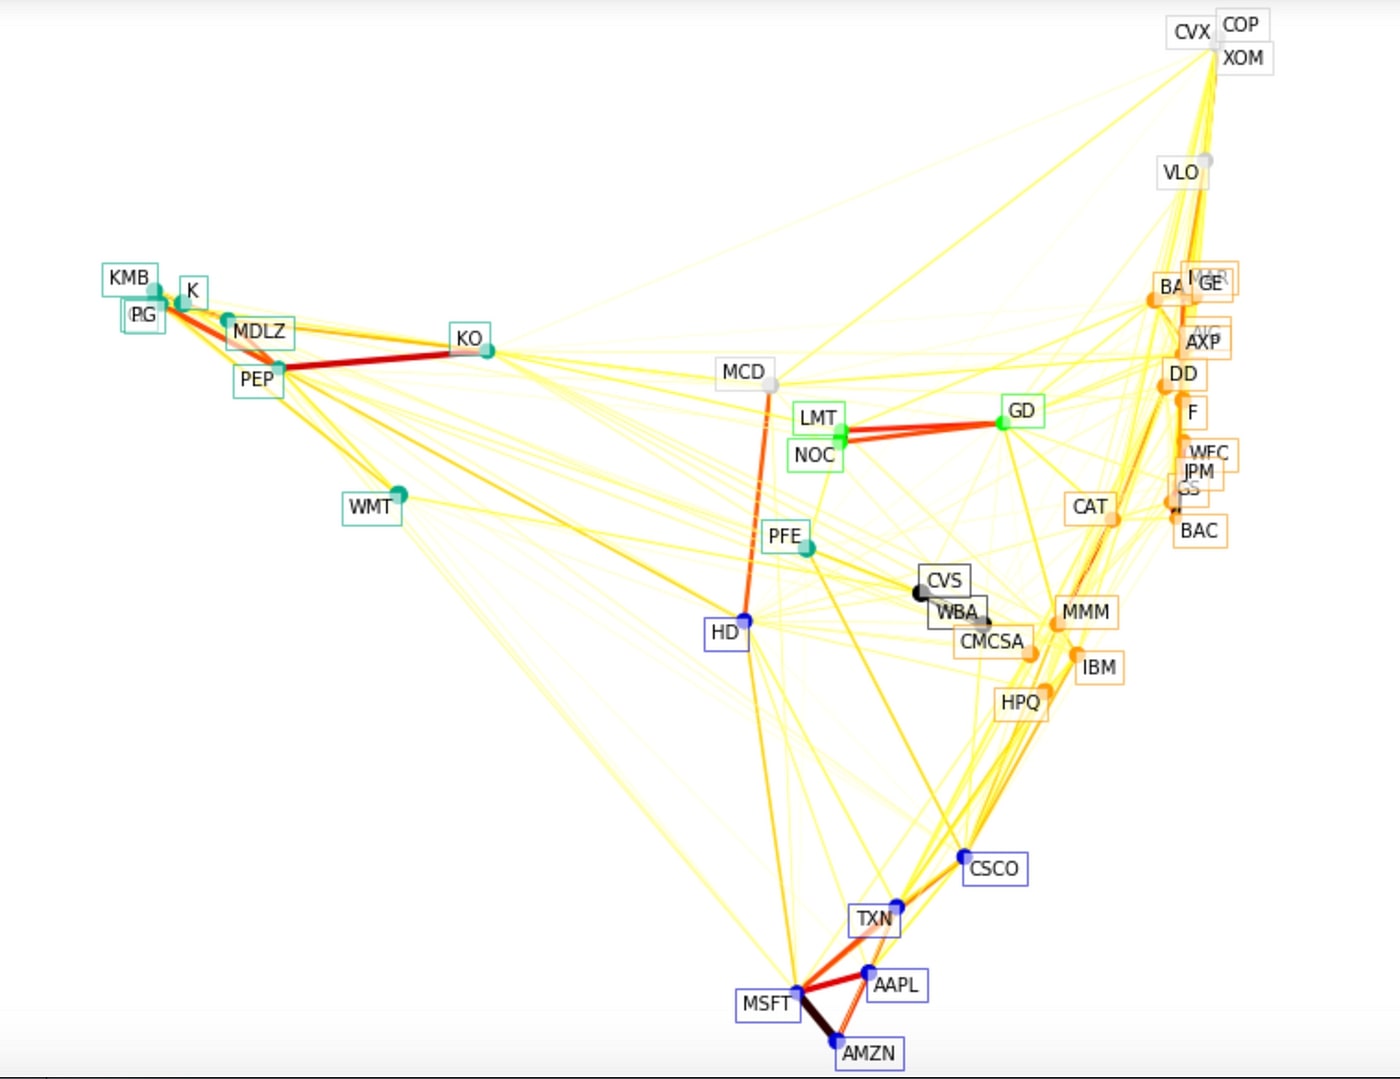 COP
CVX
XOM
VLO
KMB
K
BA
MAR
GE
PG
MDLZ
KO
AIG
AXP
MCD
DD
PEP
LMT
GD
F
NOC
WFC
JPM
GS
WMT
CAT
PFE
BAC
CVS
WBA
MMM
HD
CMCSA
IBM
HPQ
CSCO
TXN
AAPL
MSFT
AMZN